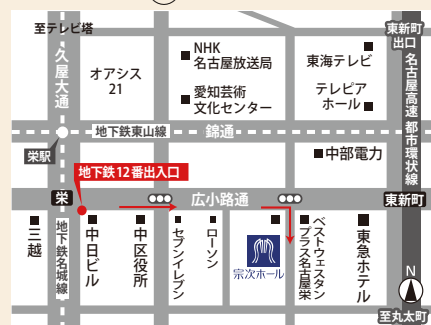 至テレビ塔
東新町
出口
久屋大通
オアシス
21
NHK
名古屋放送局
愛知芸術
文化センター
東海テレビ
テレピア
ホール
名古屋高速 都市環状線
地下鉄東山線
錦通
栄駅
中部電力
地下鉄12番出入口
栄
広小路通
東新町
三越
地下鉄名城線
中日ビル
中区役所
セブンイレブン
ローソン
宗次ホール
ベストウェスタン
プラス名古屋栄
東急ホテル
N
至丸太町